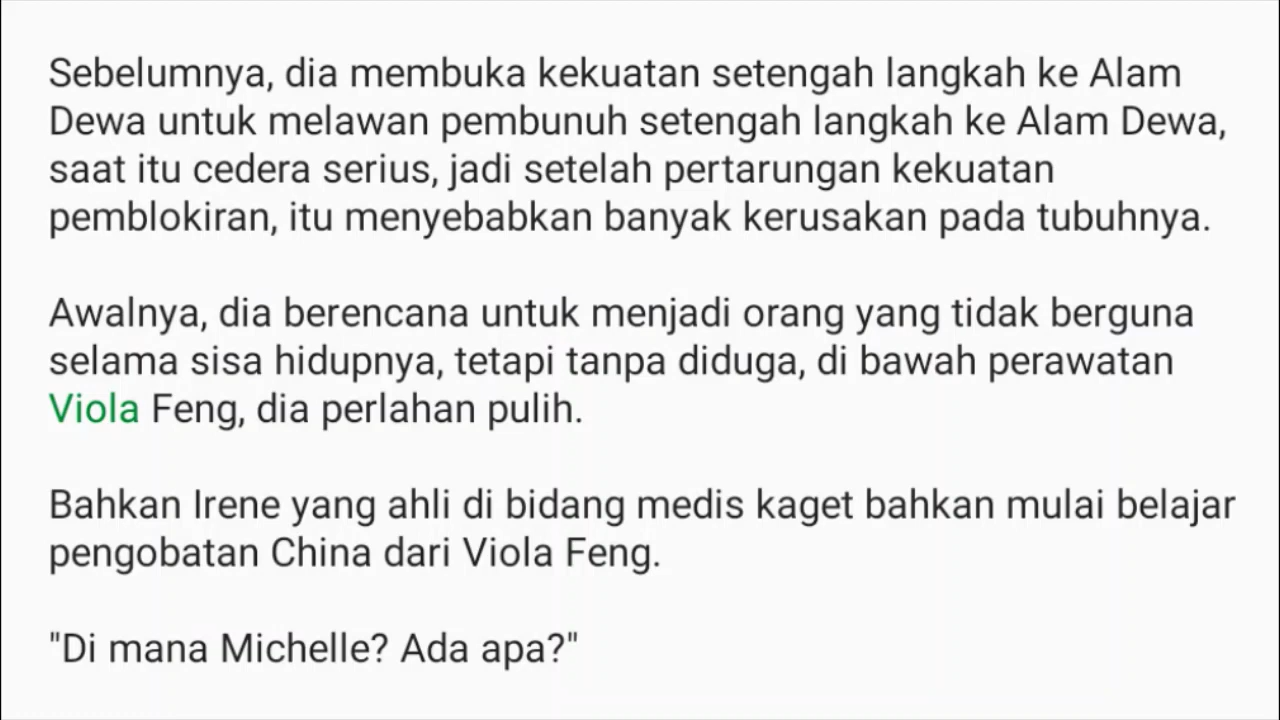 Sebelumnya, dia membuka kekuatan setengah langkah ke Alam
Dewa untuk melawan pembunuh setengah langkah ke Alam Dewa,
saat itu cedera serius, jadi setelah pertarungan kekuatan
pemblokiran, itu menyebabkan banyak kerusakan pada tubuhnya.
Awalnya, dia berencana untuk menjadi orang yang tidak berguna
selama sisa hidupnya, tetapi tanpa diduga, di bawah perawatan
Viola Feng, dia perlahan pulih.
Bahkan Irene yang ahli di bidang medis kaget bahkan mulai belajar
pengobatan China dari Viola Feng.
"Di mana Michelle? Ada apa?"